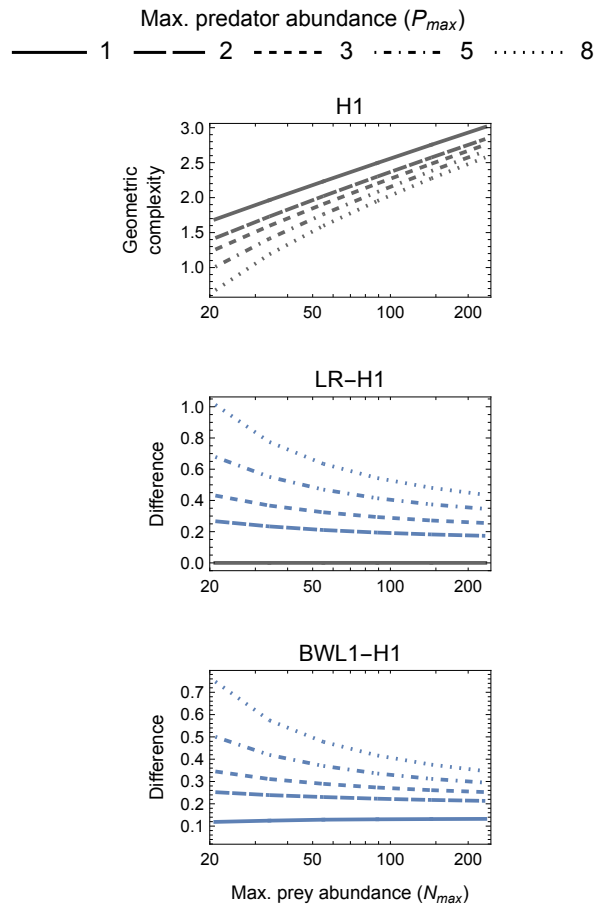 Max. predator abundance (Pmax)
1 2 3 5 8
H1
Geometric complexity
3.0
2.5
2.0
1.5
1.0
20 50 100 200
LR–H1
Difference
1.0
0.8
0.6
0.4
0.2
0.0
20 50 100 200
BWL1–H1
Difference
0.7
0.6
0.5
0.4
0.3
0.2
0.1
20 50 100 200
Max. prey abundance (Nmax)